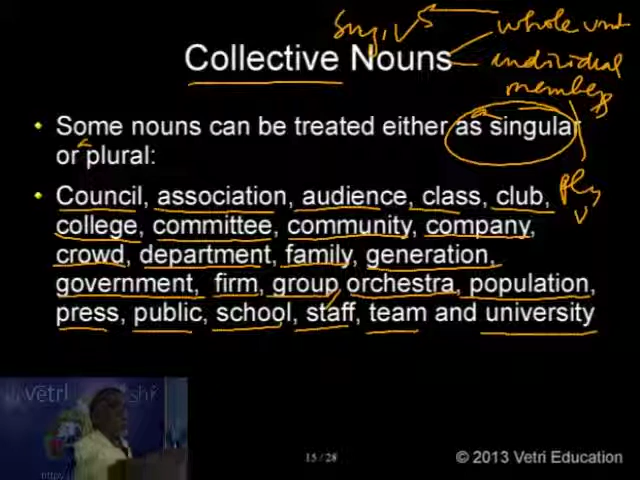 Sing. V
whole unit
Collective Nouns
individual
members
• Some nouns can be treated either as singular
or plural:
• Council, association, audience, class, club,
plu
V
college, committee, community, company,
crowd, department, family, generation,
government, firm, group orchestra, population,
press, public, school, staff, team and university
Vetri
http:/
15 / 28
© 2013 Vetri Education